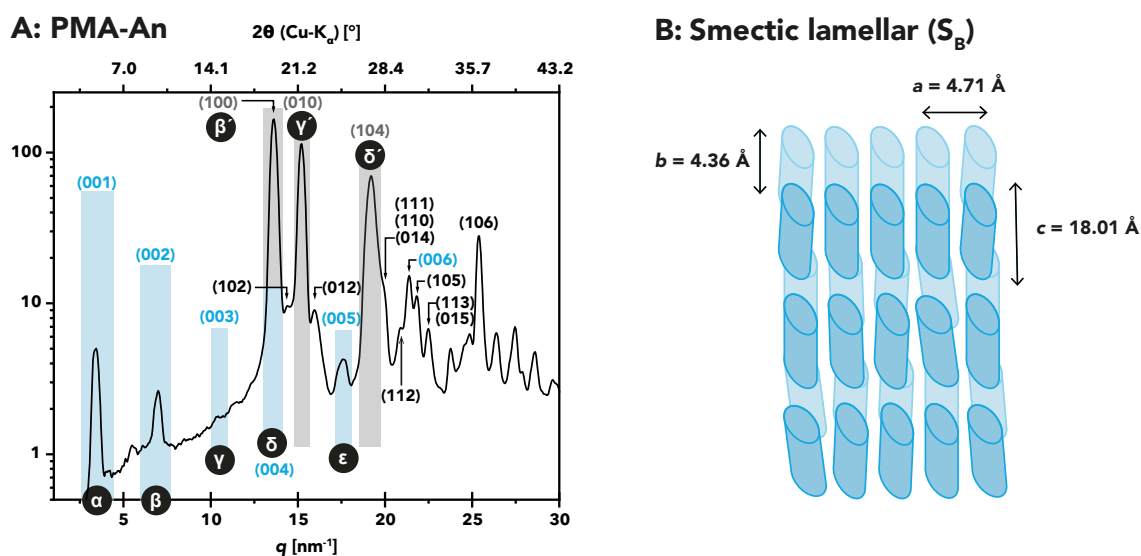 A: PMA-An
2θ (Cu-Kα) [°]
7.0 14.1 21.2 28.4 35.7 43.2
(100) (010)
β´ γ´
(104)
δ´
100
(001)
(111)
(110)
(014)
(106)
(002)
(006)
(102)
(012)
(105)
10
(003)
(005)
(113)
(015)
(112)
1
γ
δ
(004)
ε
α
β
5 10 15 20 25 30
q [nm⁻¹]
B: Smectic lamellar (S_B)
a = 4.71 Å
b = 4.36 Å
c = 18.01 Å